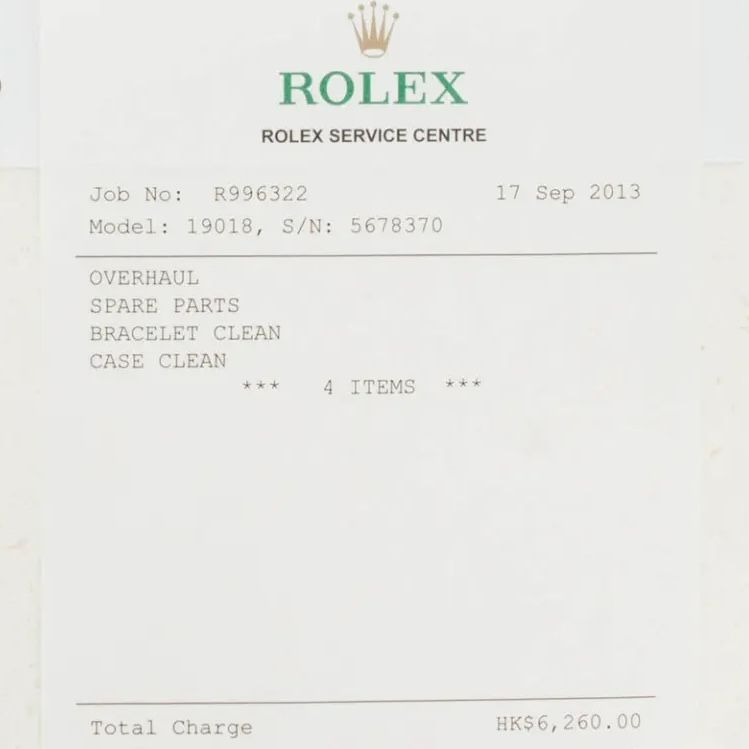 ROLEX
ROLEX SERVICE CENTRE
Job No: R996322 17 Sep 2013
Model: 19018, S/N: 5678370
OVERHAUL
SPARE PARTS
BRACELET CLEAN
CASE CLEAN
*** 4 ITEMS ***
Total Charge HK$6,260.00